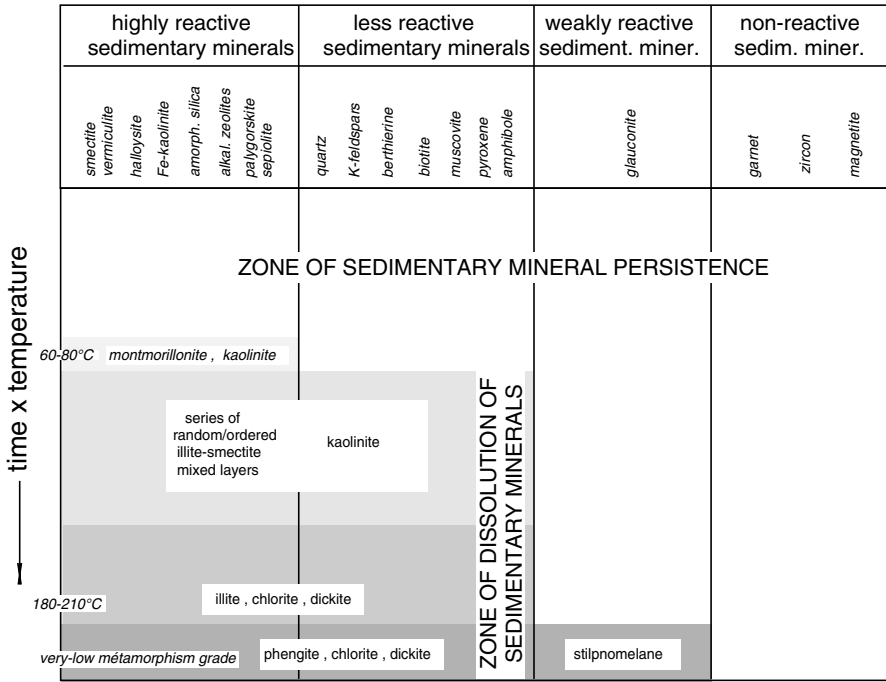 highly reactive
sedimentary minerals
less reactive
sedimentary minerals
weakly reactive
sediment. miner.
non-reactive
sedim. miner.
smectite
vermiculite
halloysite
Fe-kaolinite
amorph. silica
alkal. zeolites
palygorskite
sepiolite
quartz
K-feldspars
berthierine
biotite
muscovite
pyroxene
amphibole
glauconite
garnet
zircon
magnetite
time x temperature
ZONE OF SEDIMENTARY MINERAL PERSISTENCE
60-80°C montmorillonite , kaolinite
series of
random/ordered
illite-smectite
mixed layers
kaolinite
ZONE OF DISSOLUTION OF
SEDIMENTARY MINERALS
180-210°C
illite , chlorite , dickite
very-low métamorphism grade
phengite , chlorite , dickite
stilpnomelane